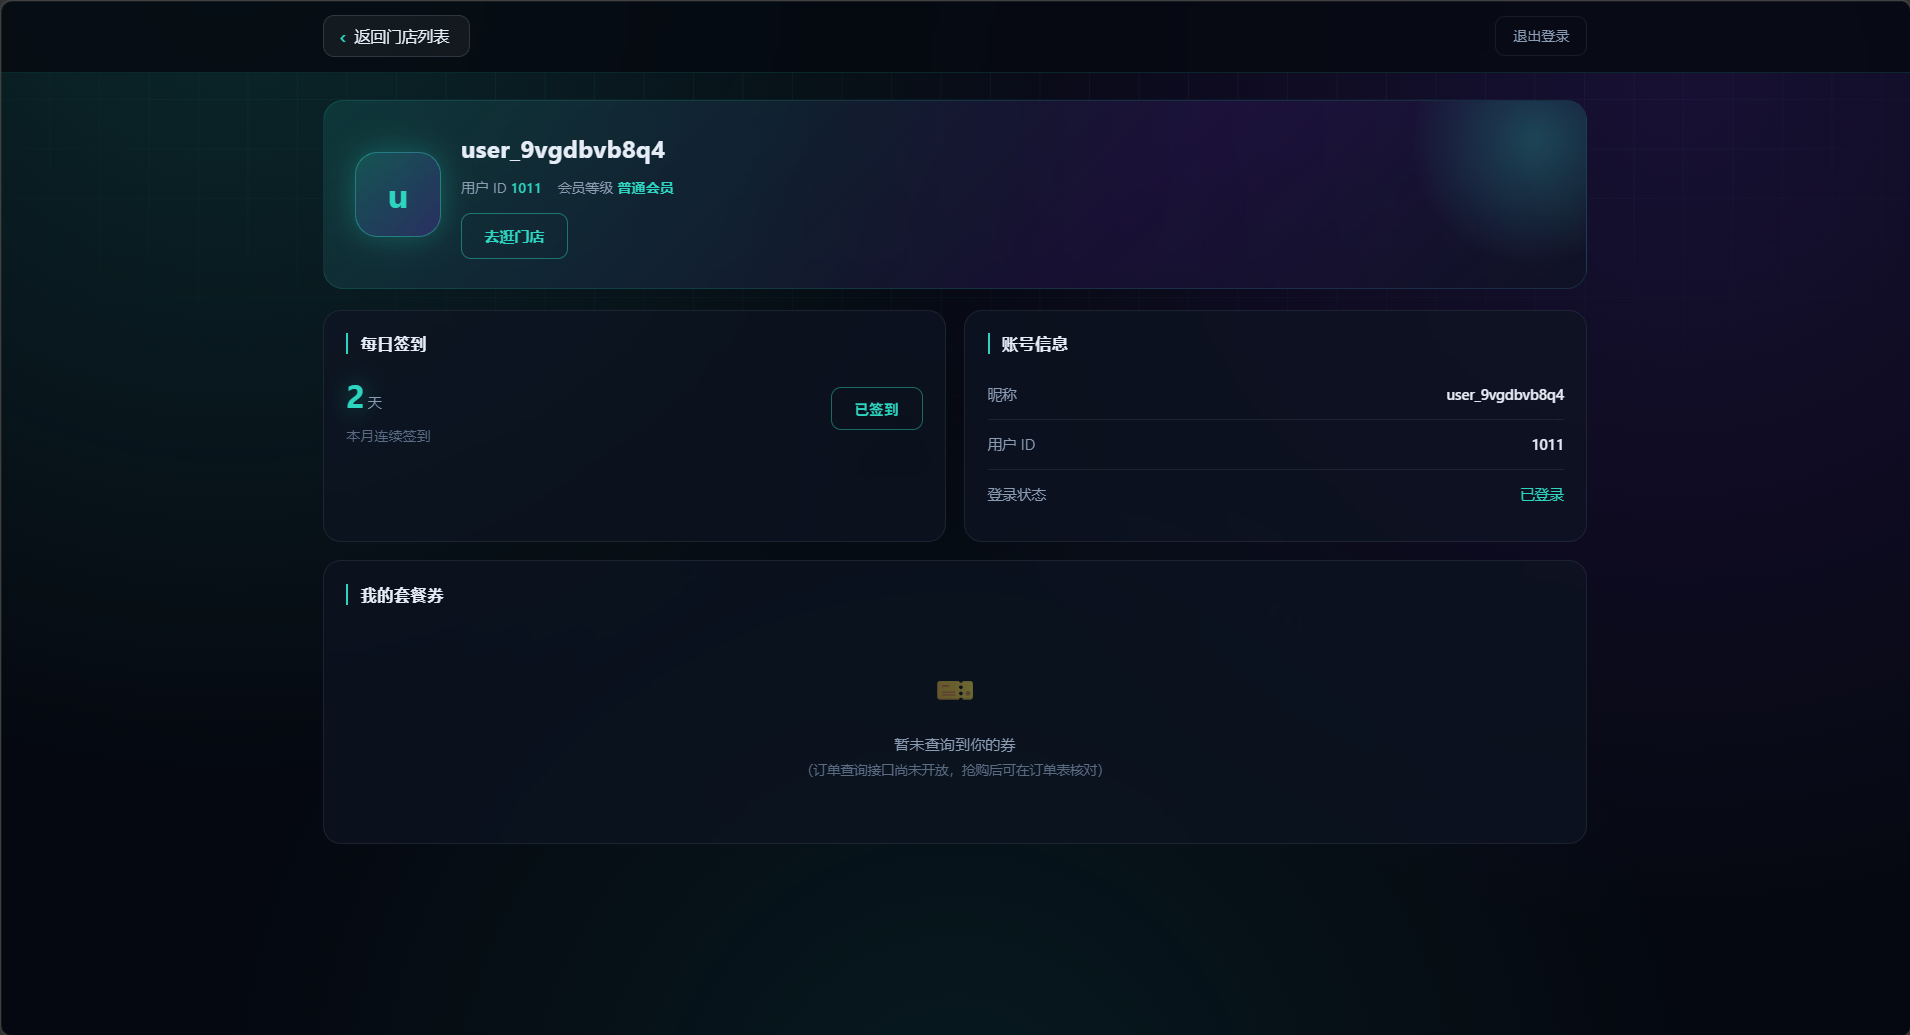 ‹ 返回门店列表
退出登录
u
user_9vgdbvb8q4
用户 ID 1011 会员等级 普通会员
去逛门店
每日签到
2 天
本月连续签到
已签到
账号信息
昵称 user_9vgdbvb8q4
用户 ID 1011
登录状态 已登录
我的套餐券
暂未查询到你的券
(订单查询接口尚未开放，抢购后可在订单表核对)